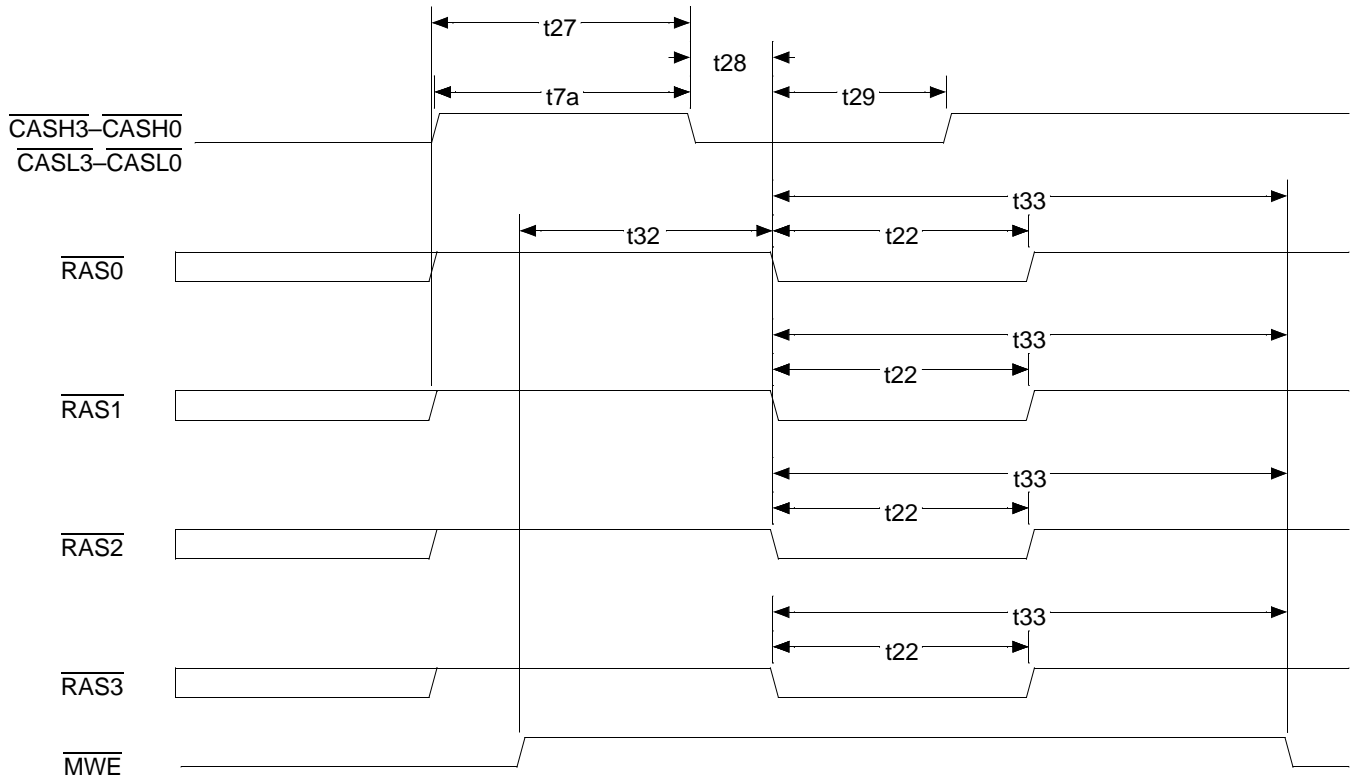 t27
t28
t7a
t29
CASH3–CASH0
CASL3–CASL0
t33
t32
t22
RAS0
t33
t22
RAS1
t33
t22
RAS2
t33
t22
RAS3
MWE